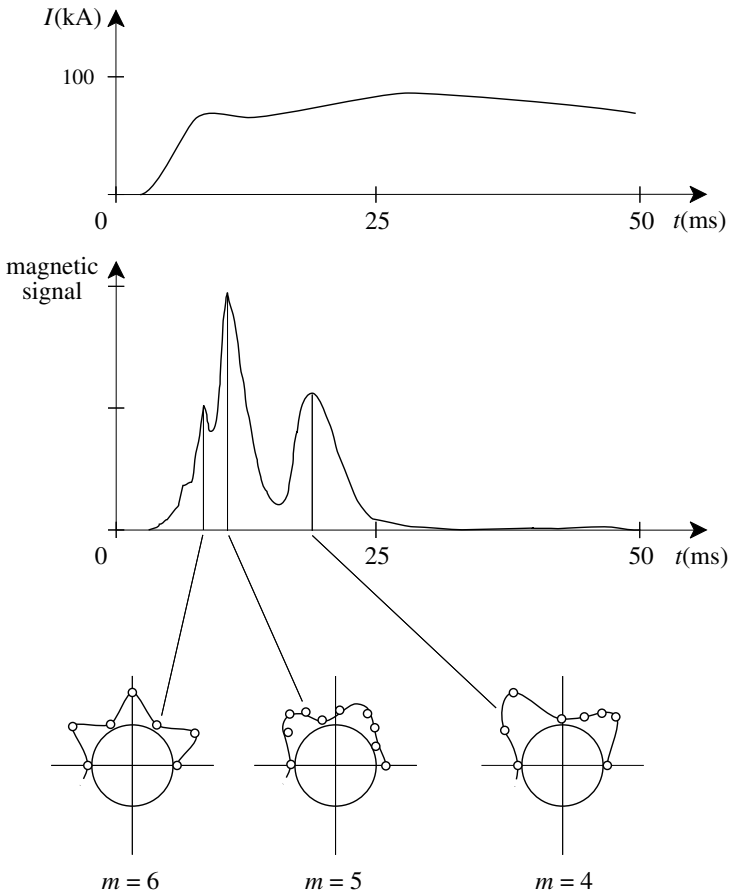 I(kA)
100
0
25
50
t(ms)
magnetic
signal
0
25
50
t(ms)
m = 6
m = 5
m = 4